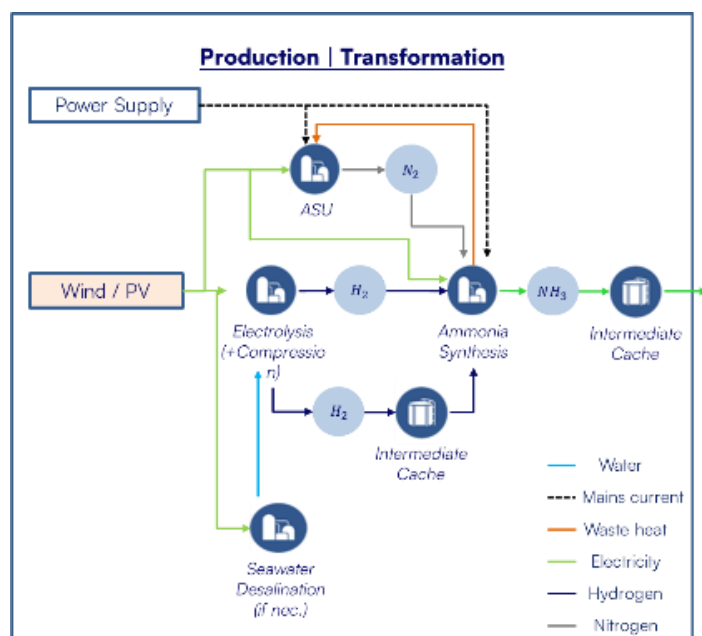 Production | Transformation
Power Supply
ASU
N₂
Wind / PV
Electrolysis
(+Compressio
n)
H₂
Ammonia
Synthesis
NH₃
Intermediate
Cache
H₂
Intermediate
Cache
Seawater
Desalination
(if nec.)
Water
Mains current
Waste heat
Electricity
Hydrogen
Nitrogen